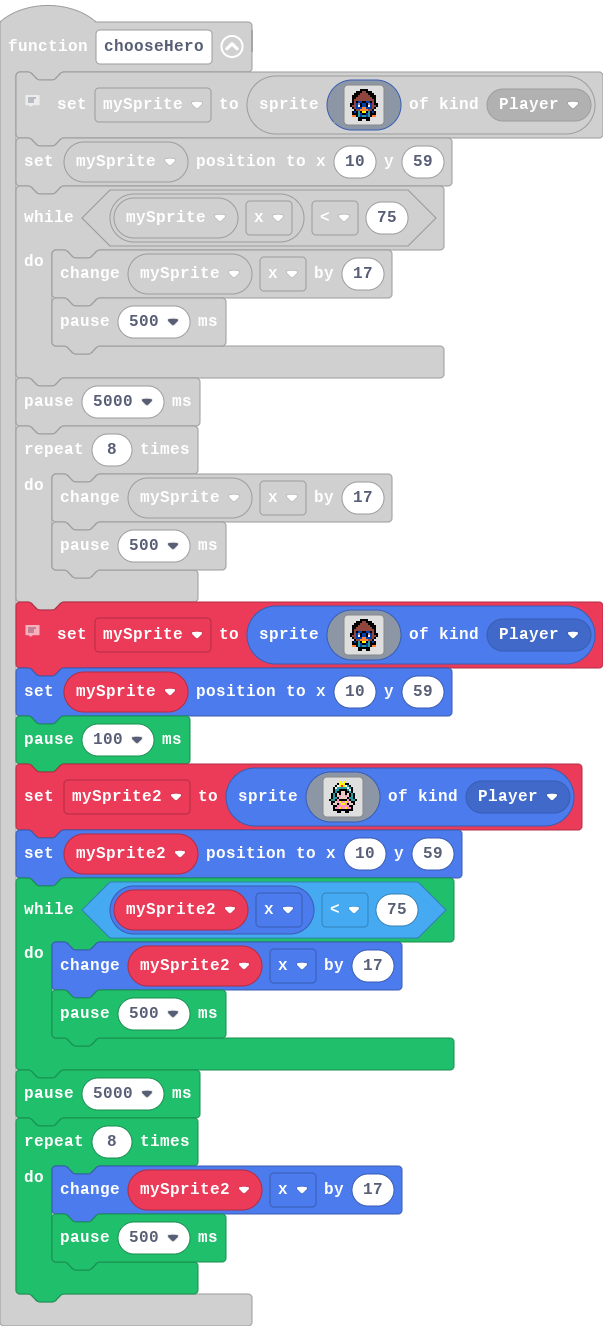 function chooseHero
set mySprite to sprite of kind Player
set mySprite position to x 10 y 59
while mySprite x < 75
do
change mySprite x by 17
pause 500 ms
pause 5000 ms
repeat 8 times
do
change mySprite x by 17
pause 500 ms
set mySprite to sprite of kind Player
set mySprite position to x 10 y 59
pause 100 ms
set mySprite2 to sprite of kind Player
set mySprite2 position to x 10 y 59
while mySprite2 x < 75
do
change mySprite2 x by 17
pause 500 ms
pause 5000 ms
repeat 8 times
do
change mySprite2 x by 17
pause 500 ms